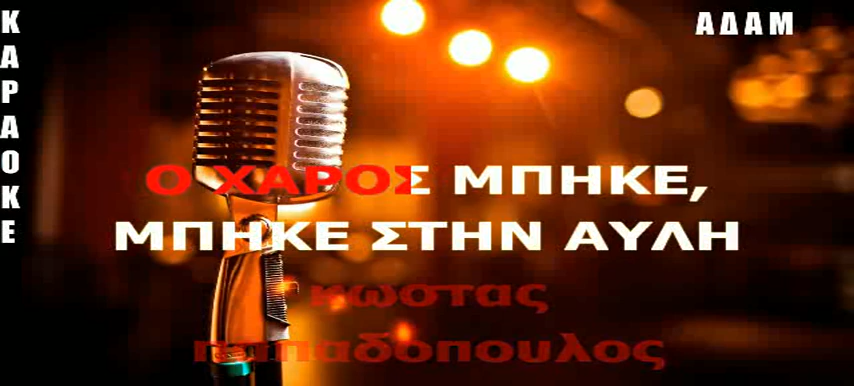 ΚΑΡΑΟΚΕ
ΑΔΑΜ
Ο ΧΑΡΟΣ ΜΠΗΚΕ,
ΜΠΗΚΕ ΣΤΗΝ ΑΥΛΗ
κωστας
παπαδοπουλος